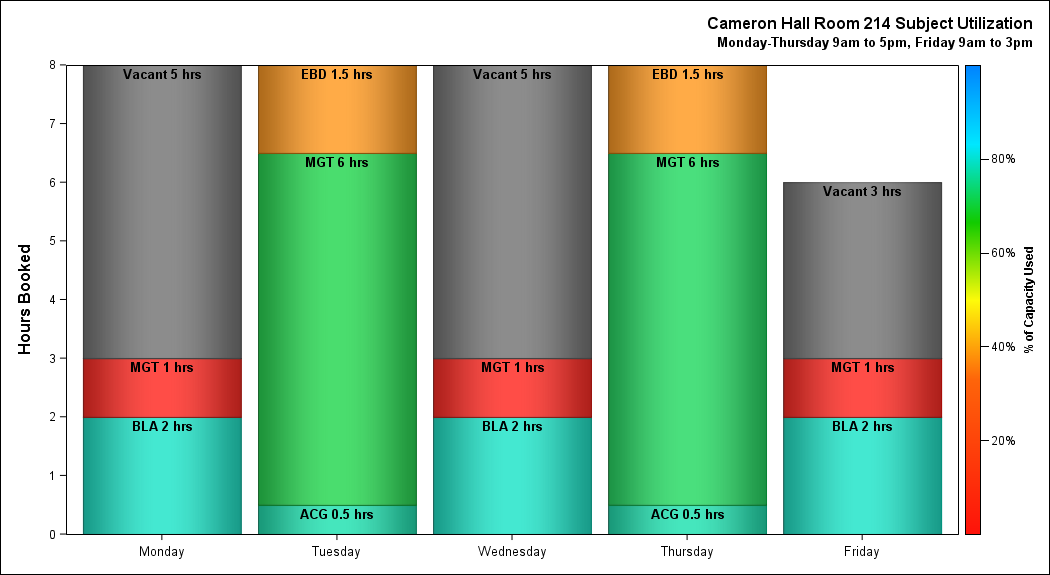 Cameron Hall Room 214 Subject Utilization
Monday-Thursday 9am to 5pm, Friday 9am to 3pm
Hours Booked
8
7
6
5
4
3
2
1
0
Vacant 5 hrs
MGT 1 hrs
BLA 2 hrs
EBD 1.5 hrs
MGT 6 hrs
ACG 0.5 hrs
Vacant 5 hrs
MGT 1 hrs
BLA 2 hrs
EBD 1.5 hrs
MGT 6 hrs
ACG 0.5 hrs
Vacant 3 hrs
MGT 1 hrs
BLA 2 hrs
Monday
Tuesday
Wednesday
Thursday
Friday
80%
60%
40%
20%
% of Capacity Used